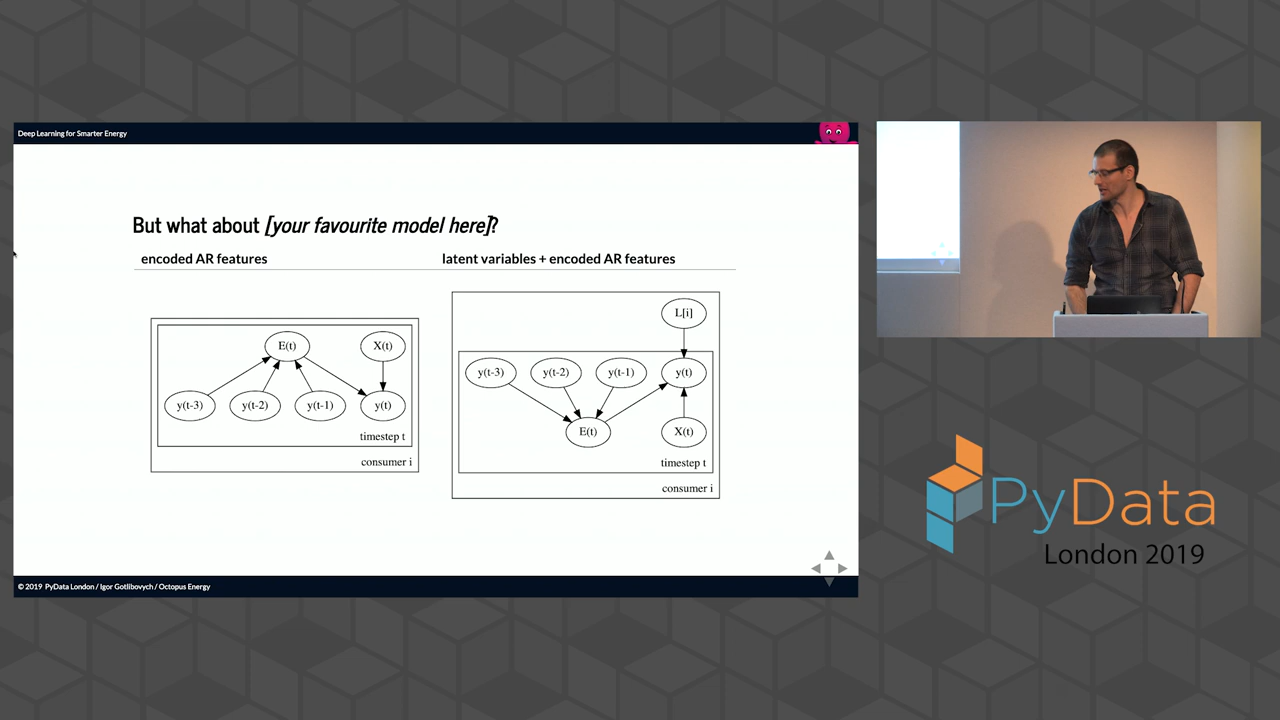 Deep Learning for Smarter Energy
But what about [your favourite model here]?
encoded AR features
E(t)
X(t)
y(t-3)
y(t-2)
y(t-1)
y(t)
timestep t
consumer i
latent variables + encoded AR features
L[i]
y(t-3)
y(t-2)
y(t-1)
y(t)
E(t)
X(t)
timestep t
consumer i
© 2019 PyData London / Igor Gotlibovych / Octopus Energy
PyData
London 2019